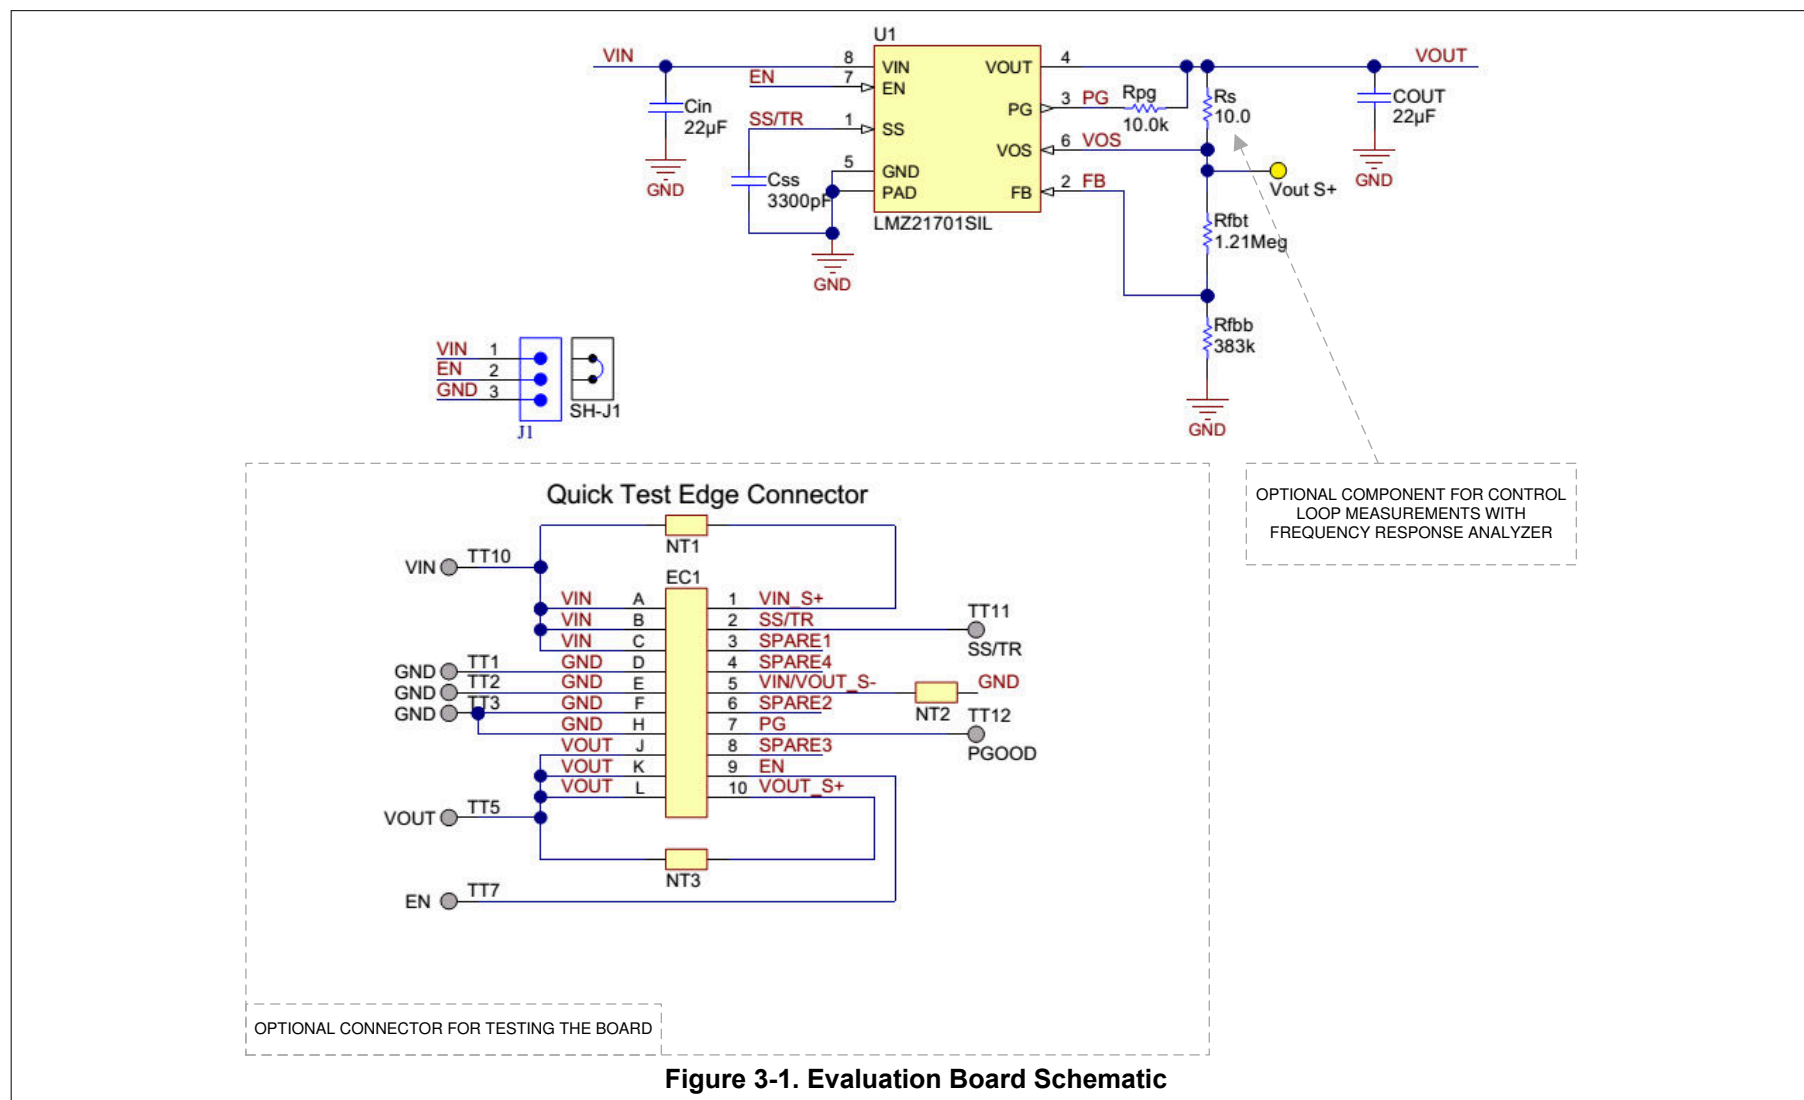 U1
VIN
8
VIN
VOUT
4
VOUT
EN
7
EN
Cin
22µF
GND
SS/TR
1
SS
PG
3
PG
Rpg
10.0k
Rs
10.0
COUT
22µF
GND
VOS
6
VOS
5
GND
PAD
FB
2
FB
Css
3300pF
LMZ21701SIL
GND
Vout S+
Rfbt
1.21Meg
Rfbb
383k
GND
VIN
1
EN
2
GND
3
J1
SH-J1
OPTIONAL COMPONENT FOR CONTROL
LOOP MEASUREMENTS WITH
FREQUENCY RESPONSE ANALYZER
Quick Test Edge Connector
NT1
VIN
TT10
EC1
VIN
A
1
VIN_S+
VIN
B
2
SS/TR
TT11
SS/TR
VIN
C
3
SPARE1
GND
TT1
GND
D
4
SPARE4
GND
TT2
GND
E
5
VIN/VOUT_S-
NT2
GND
GND
TT3
GND
F
6
SPARE2
GND
H
7
PG
TT12
PGOOD
VOUT
J
8
SPARE3
VOUT
K
9
EN
VOUT
L
10
VOUT_S+
VOUT
TT5
NT3
EN
TT7
OPTIONAL CONNECTOR FOR TESTING THE BOARD
Figure 3-1. Evaluation Board Schematic